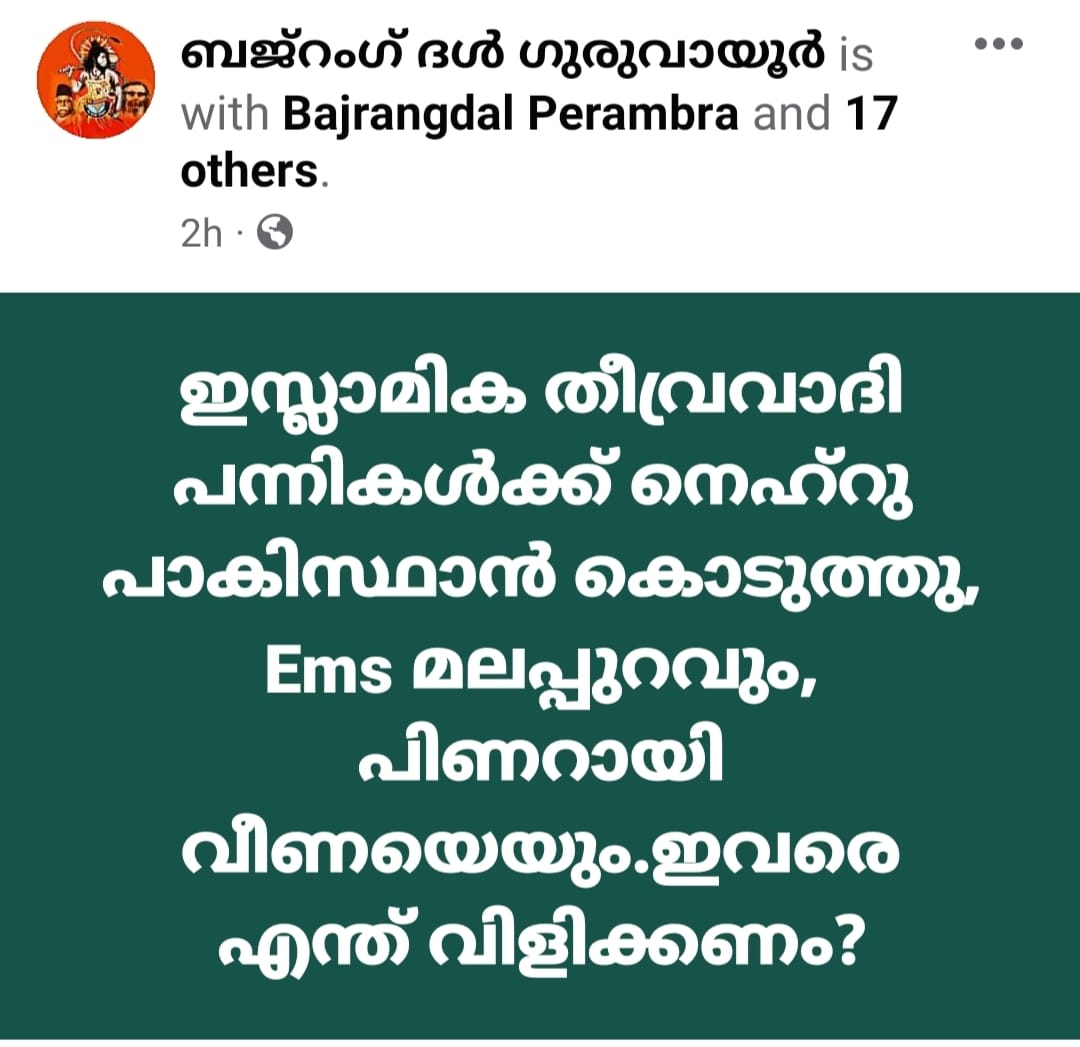 ബജ്റംഗ് ദൾ ഗുരുവായൂർ is
with Bajrangdal Perambra and 17
others.
2h ·
ഇസ്ലാമിക തീവ്രവാദി
പന്നികൾക്ക് നെഹ്റു
പാകിസ്ഥാൻ കൊടുത്തു,
Ems മലപ്പുറവും,
പിണറായി
വീണയെയും.ഇവരെ
എന്ത് വിളിക്കണം?